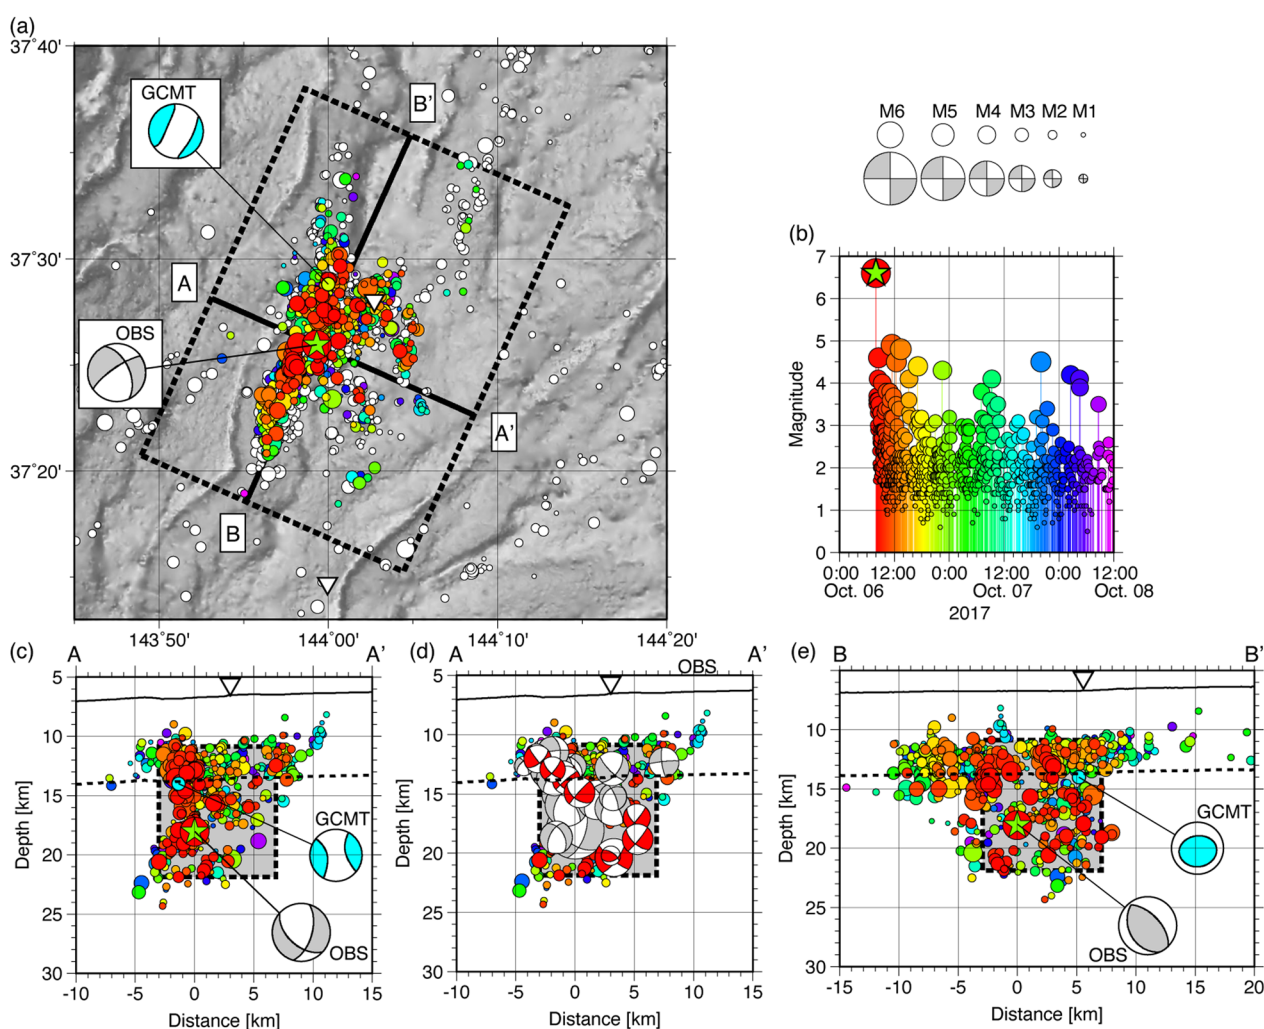 (a)
37°40'
37°30'
37°20'
143°50'
144°00'
144°10'
144°20'
GCMT
OBS
A
A'
B
B'
M6 M5 M4 M3 M2 M1
(b)
Magnitude
7
6
5
4
3
2
1
0
0:00 12:00 0:00 12:00 0:00 12:00
Oct. 06 Oct. 07 Oct. 08
2017
(c)
A A'
Depth [km]
5
10
15
20
25
30
GCMT
OBS
-10 -5 0 5 10 15
Distance [km]
(d)
A OBS A'
Depth [km]
5
10
15
20
25
30
-10 -5 0 5 10 15
Distance [km]
(e)
B B'
Depth [km]
10
15
20
25
30
GCMT
OBS
-15 -10 -5 0 5 10 15 20
Distance [km]